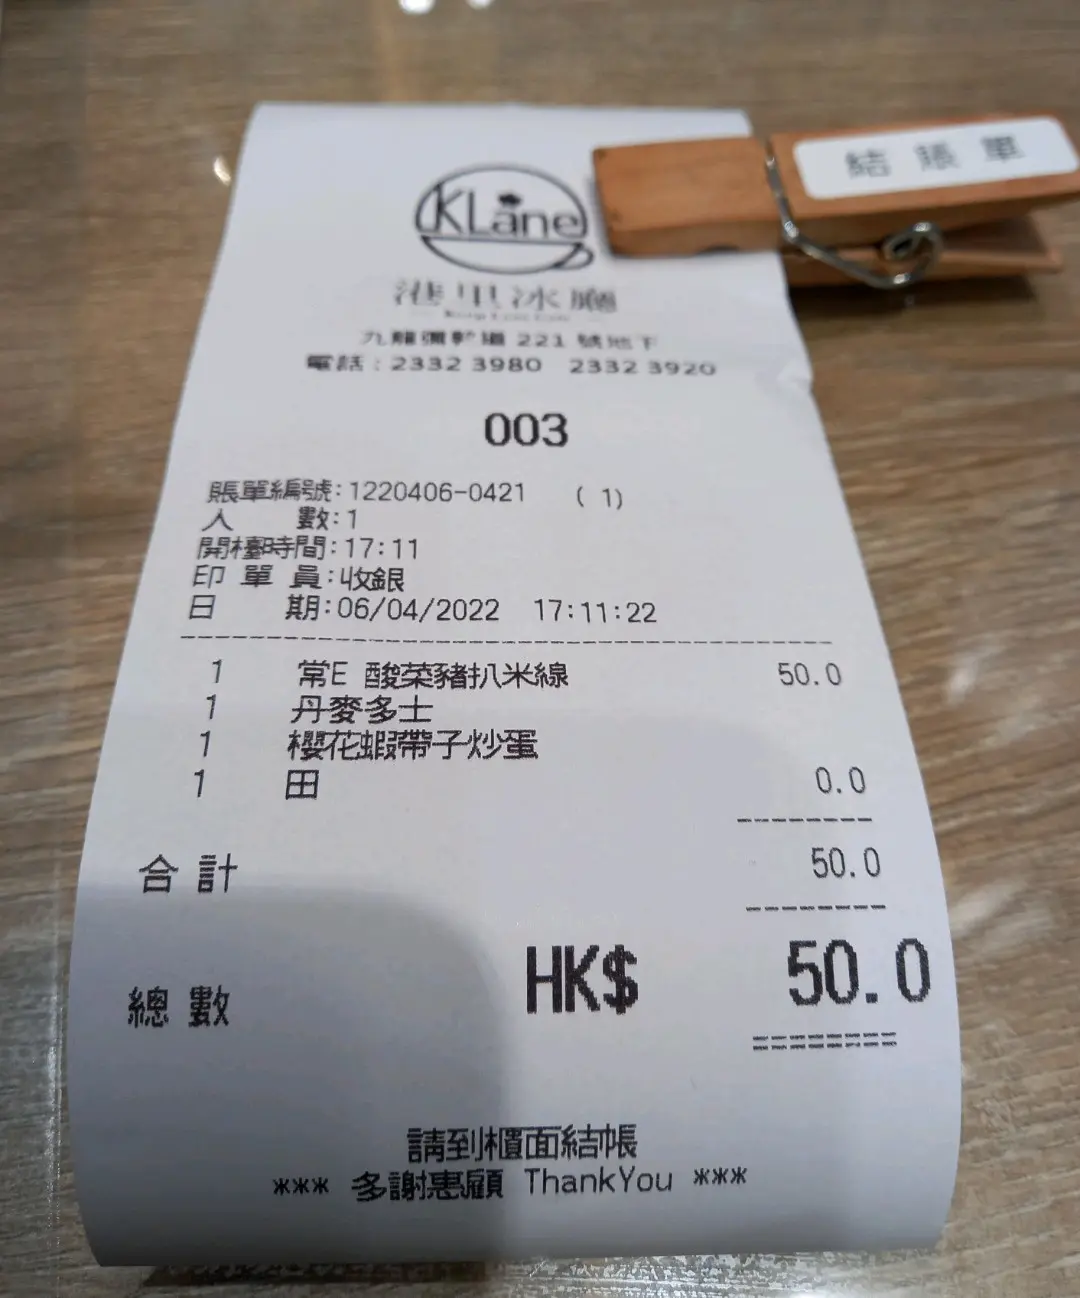 結賬單
KLane
港里冰廳
九龍彌敦道 221 號地下
電話：2332 3980 2332 3920
003
賬單編號:1220406-0421 ( 1)
人 數:1
開檯時間:17:11
印 單 員:收銀
日 期:06/04/2022 17:11:22
1 常E 酸菜豬扒米線 50.0
1 丹麥多士
1 櫻花蝦帶子炒蛋
1 田 0.0
合 計 50.0
總 數 HK$ 50.0
請到櫃面結帳
*** 多謝惠顧 ThankYou ***